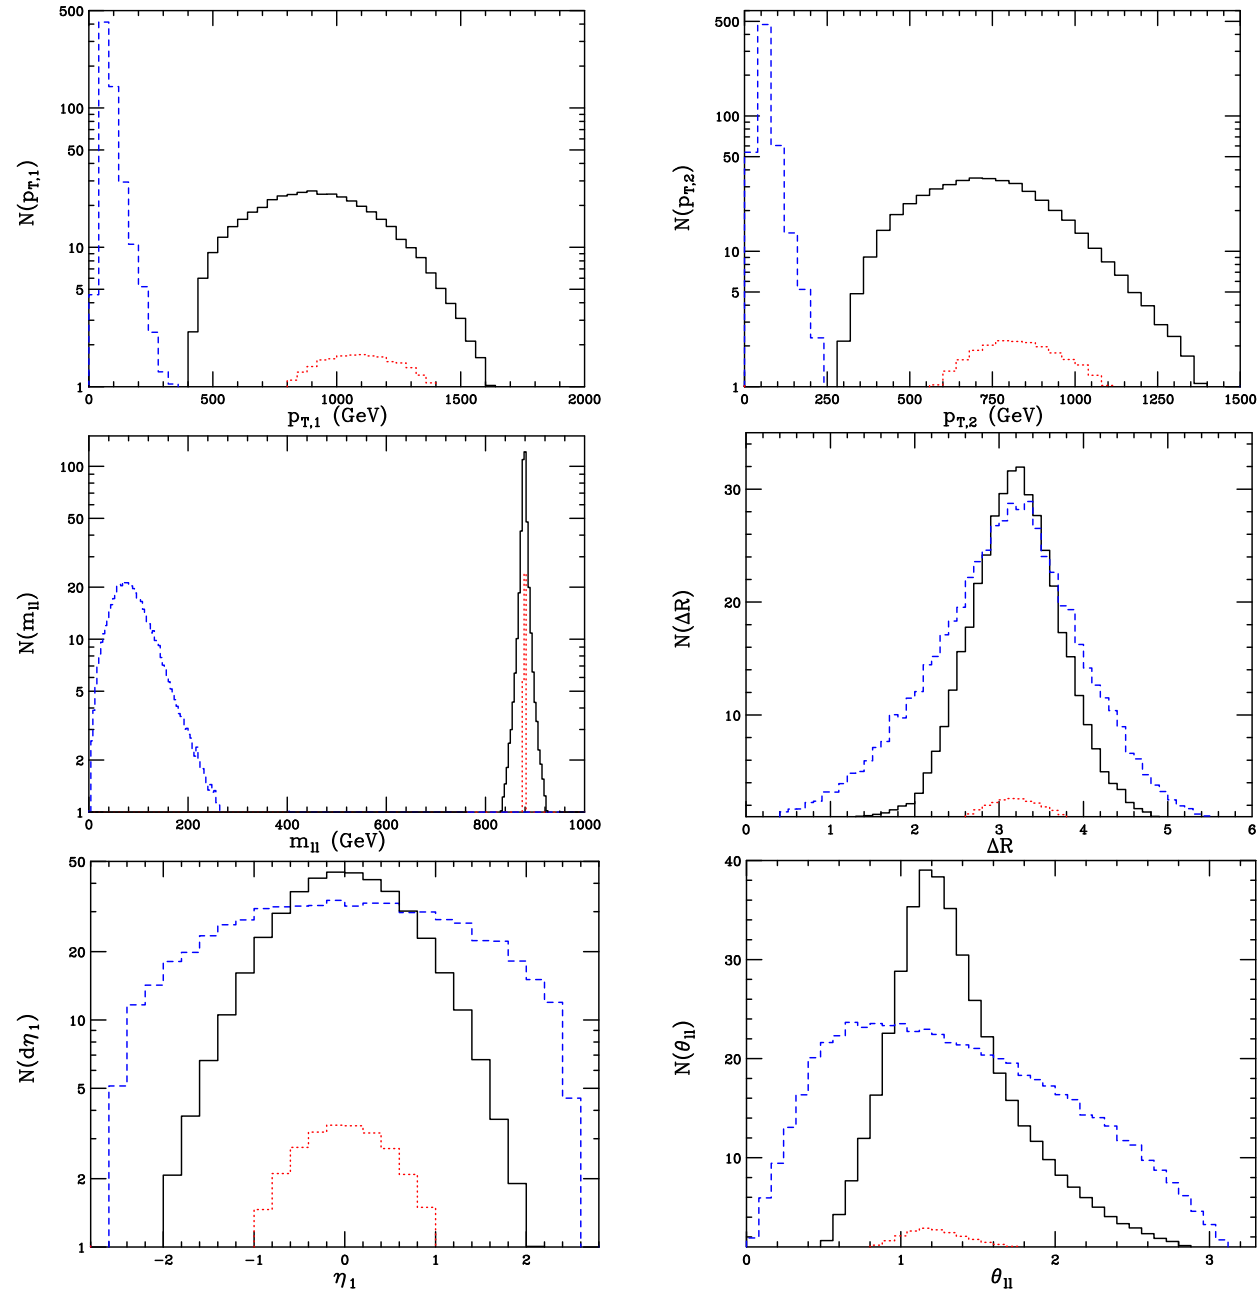 500
100
50
10
5
1
N(p_{T,1})
0 500 1000 1500 2000
p_{T,1} (GeV)
500
100
50
10
5
1
N(p_{T,2})
0 250 500 750 1000 1250 1500
p_{T,2} (GeV)
100
50
20
10
5
2
1
N(m_{ll})
0 200 400 600 800 1000
m_{ll} (GeV)
30
20
10
N(ΔR)
0 1 2 3 4 5 6
ΔR
50
20
10
5
2
1
N(dη_1)
−2 −1 0 1 2
η_1
40
30
20
10
N(θ_{ll})
0 1 2 3
θ_{ll}